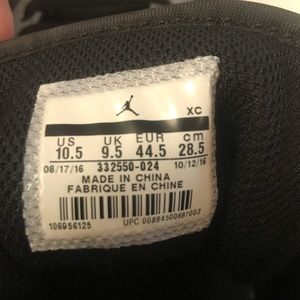 XC
US UK EUR cm
10.5 9.5 44.5 28.5
08/17/16 332550-024 10/12/16
MADE IN CHINA
FABRIQUE EN CHINE
106956125 UPC 00884500697003